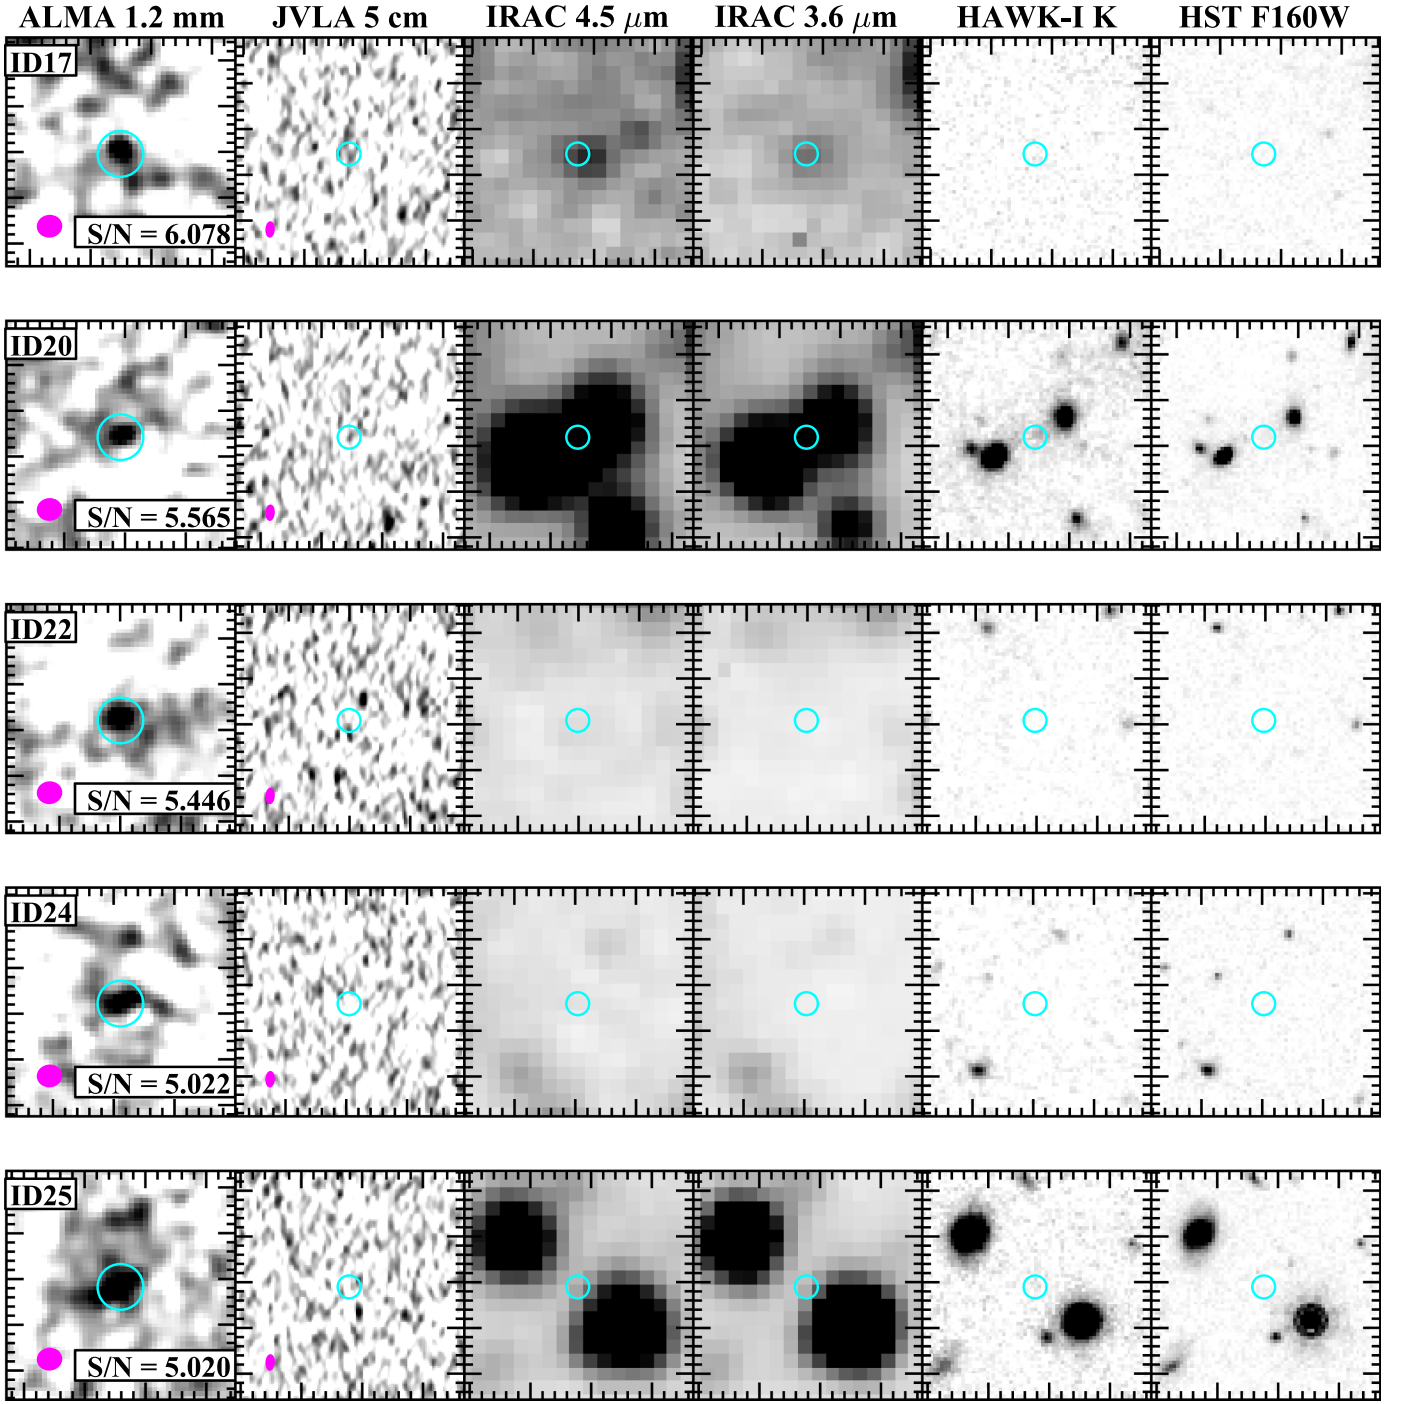 ALMA 1.2 mm JVLA 5 cm IRAC 4.5 μm IRAC 3.6 μm HAWK-I K HST F160W
ID17
S/N = 6.078
ID20
S/N = 5.565
ID22
S/N = 5.446
ID24
S/N = 5.022
ID25
S/N = 5.020